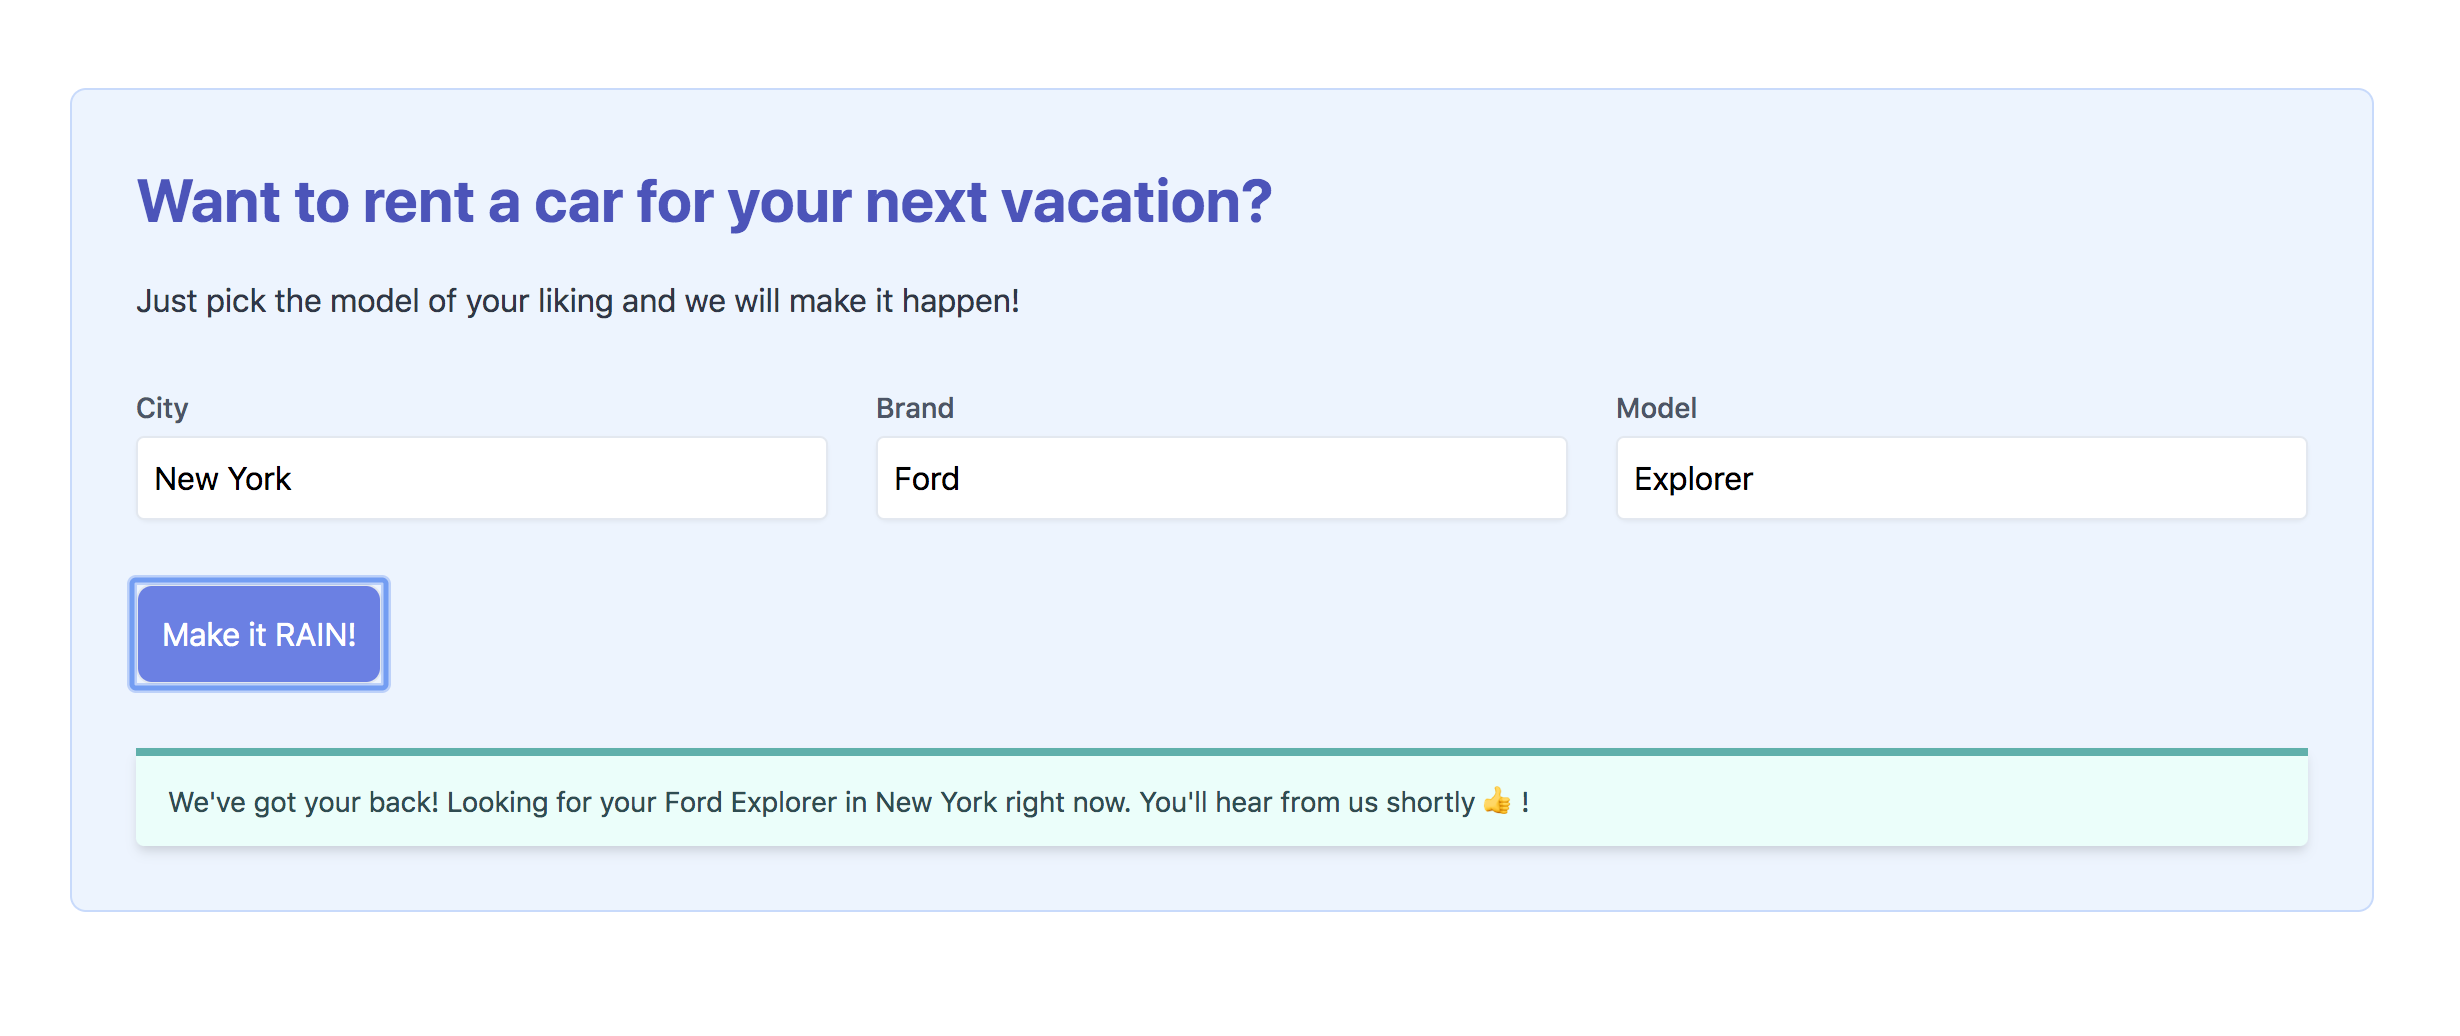 Want to rent a car for your next vacation?
Just pick the model of your liking and we will make it happen!
City
Brand
Model
New York
Ford
Explorer
Make it RAIN!
We've got your back! Looking for your Ford Explorer in New York right now. You'll hear from us shortly 👍 !